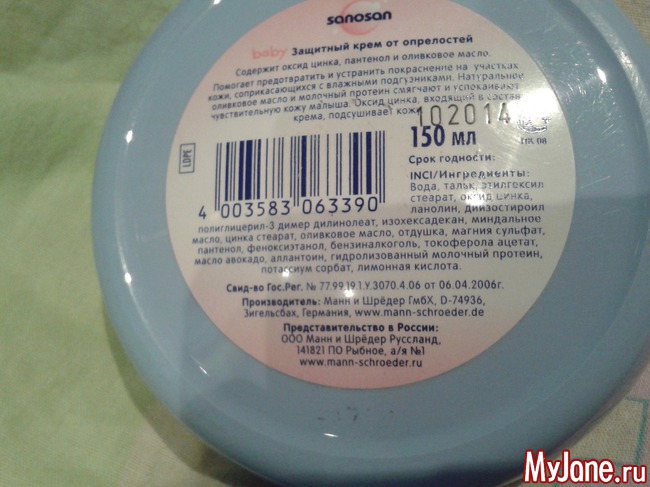 sanosan
baby Защитный крем от опрелостей
Содержит оксид цинка, пантенол и оливковое масло.
Помогает предотвратить и устранить покраснение на участках
кожи, соприкасающихся с влажными подгузниками. Натуральное
оливковое масло и молочный протеин смягчают и успокаивают
чувствительную кожу малыша. Оксид цинка, входящий в состав
крема, подсушивает кожу.
102014
150 мл
LDPE
Срок годности:
INCI/Ингредиенты:
Вода, тальк, этилгексил
стеарат, оксид цинка,
ланолин, диизостироил
4 003583 063390
полиглицерил-3 димер дилинолеат, изохексадекан, миндальное
масло, цинка стеарат, оливковое масло, отдушка, магния сульфат,
пантенол, феноксиэтанол, бензиналкоголь, токоферола ацетат,
масло авокадо, аллантоин, гидролизованный молочный протеин,
потассиум сорбат, лимонная кислота.
Свид-во Гос.Рег. № 77.99.19.1.У.3070.4.06 от 06.04.2006г.
Производитель: Манн и Шрёдер ГмбХ, D-74936,
Зигельсбах, Германия, www.mann-schroeder.de
Представительство в России:
ООО Манн и Шрёдер Руссланд,
141821 ПО Рыбное, а/я №1
www.mann-schroeder.ru
MyJane.ru